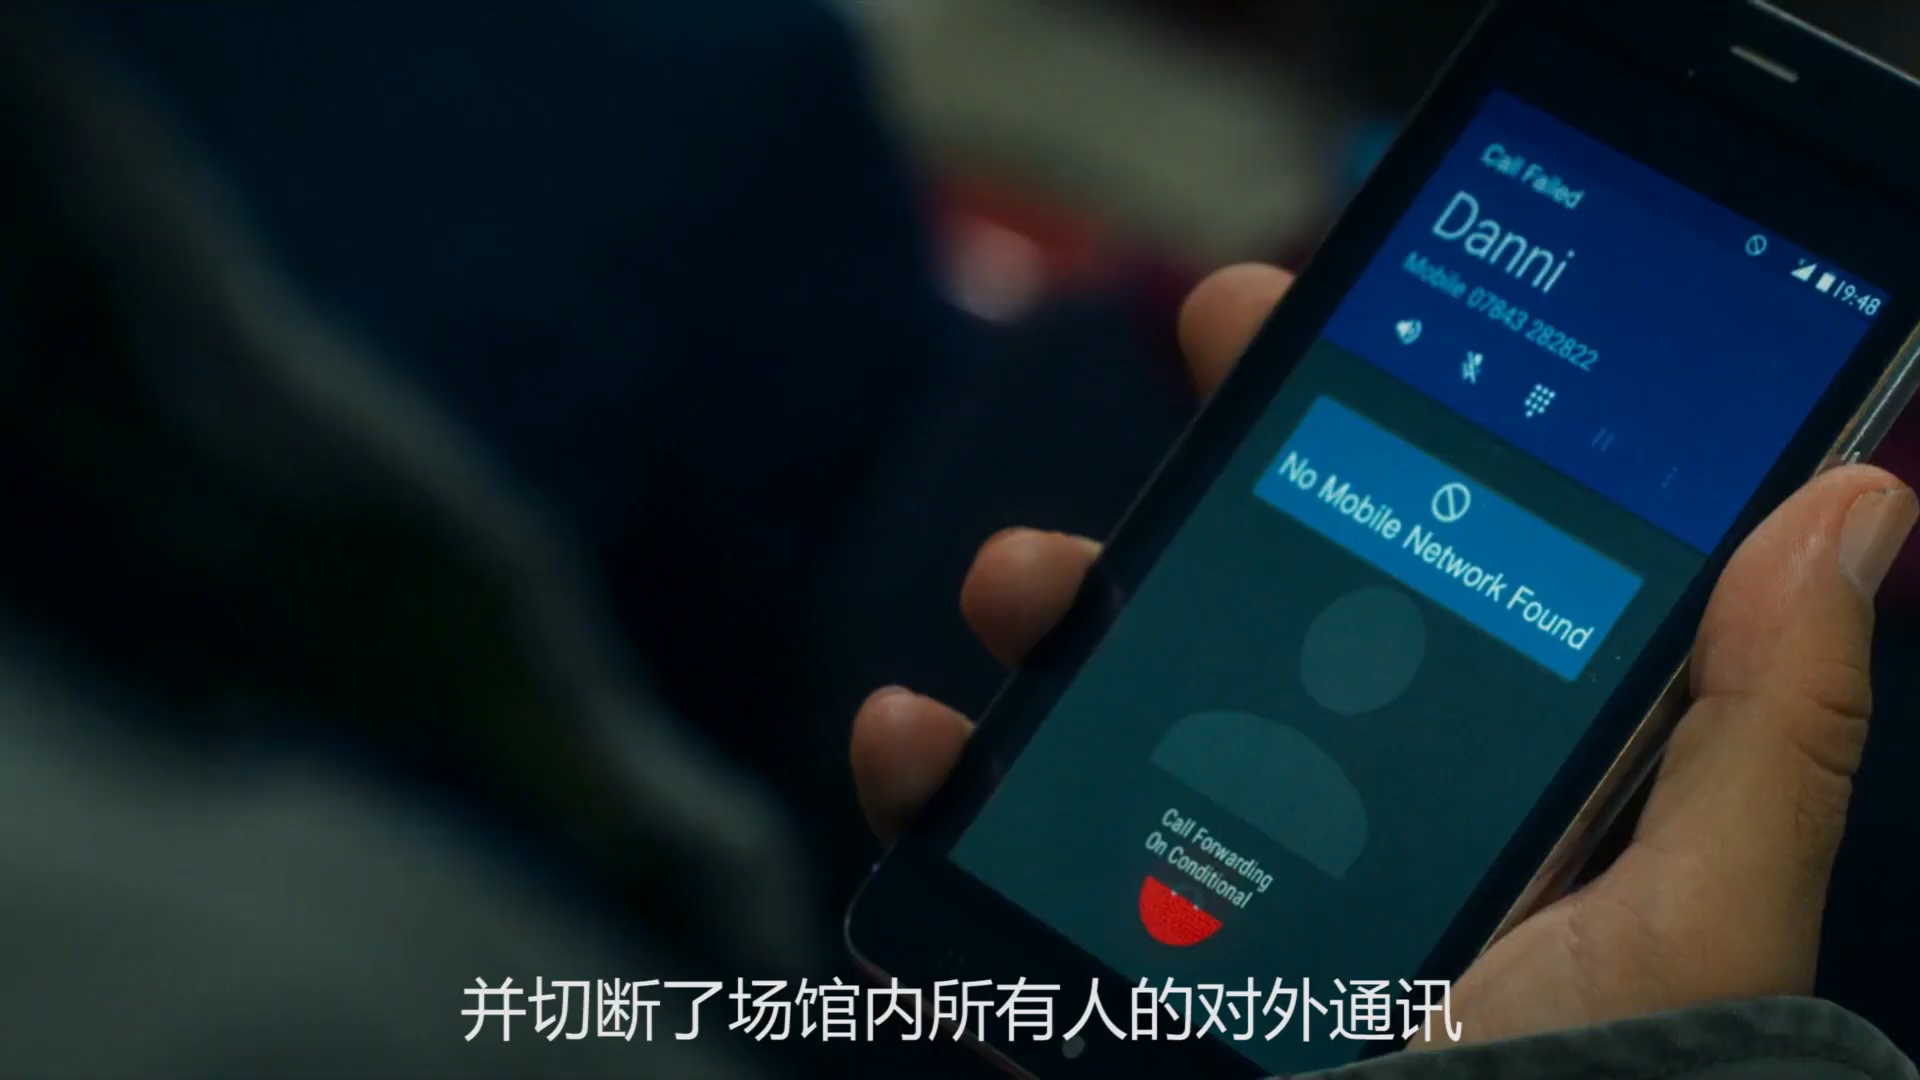 19:48
Call Failed
Danni
Mobile 07843 282822
No Mobile Network Found
Call Forwarding
On Conditional
并切断了场馆内所有人的对外通讯